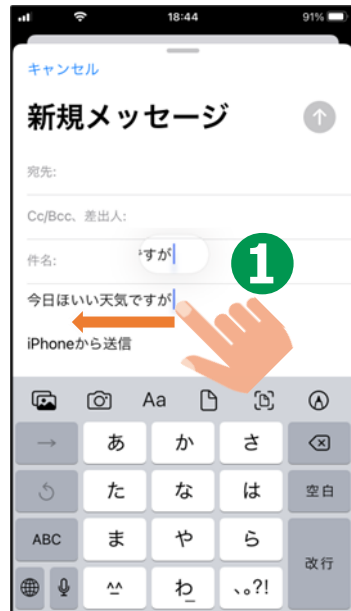 18:44 91%
キャンセル
新規メッセージ
宛先:
Cc/Bcc、差出人:
件名:
すが
1
今日ほいい天気ですが
iPhoneから送信
Aa
→ あ か さ
た な は 空白
ABC ま や ら 改行
^^ わ_ 、。?!